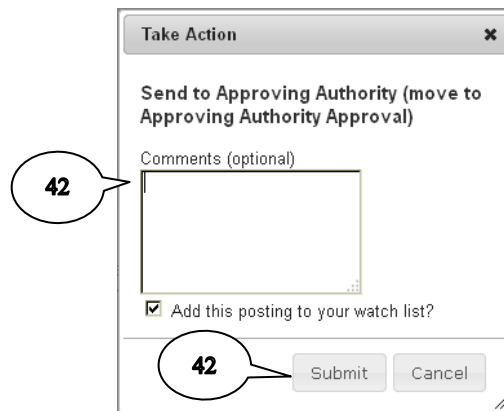 Take Action
Send to Approving Authority (move to
Approving Authority Approval)
Comments (optional)
42
Add this posting to your watch list?
42
Submit
Cancel